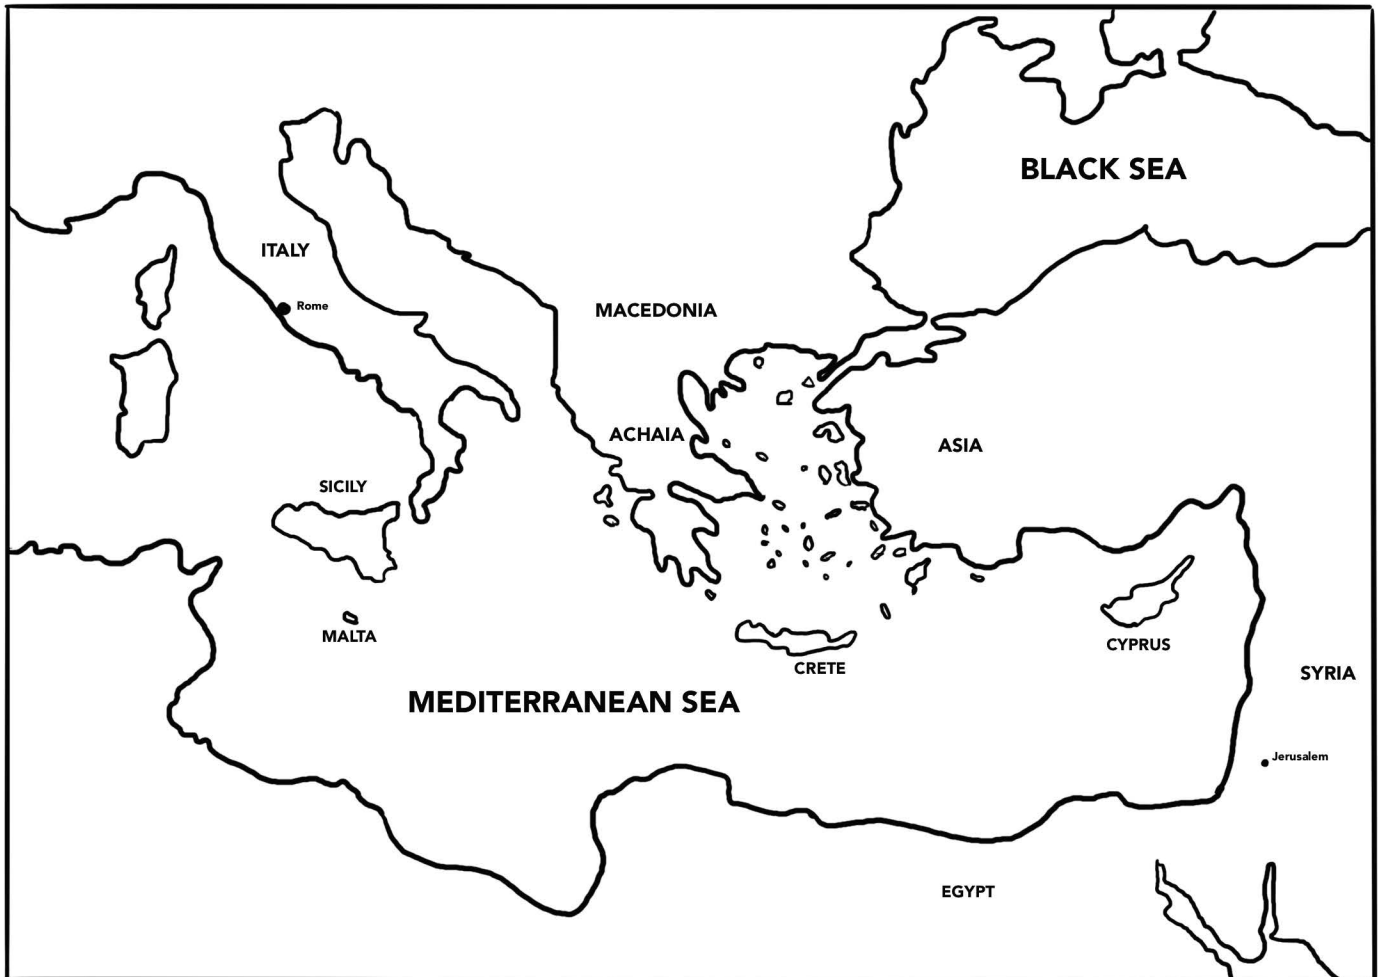 BLACK SEA
ITALY
Rome
MACEDONIA
ACHAIA
ASIA
SICILY
MALTA
CRETE
CYPRUS
SYRIA
MEDITERRANEAN SEA
Jerusalem
EGYPT